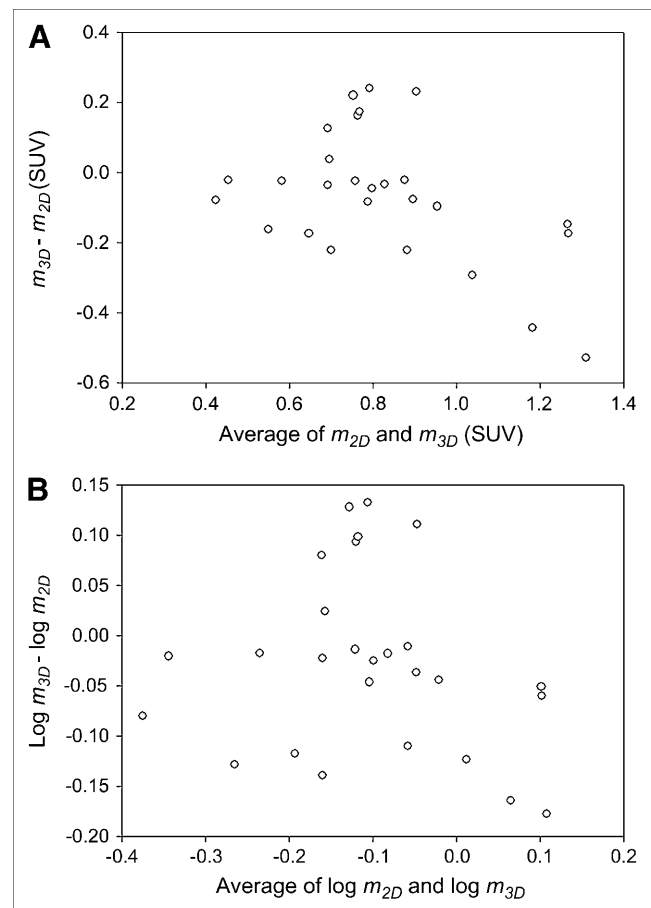 A
0.4
0.2
0.0
-0.2
-0.4
-0.6
m3D - m2D (SUV)
0.2 0.4 0.6 0.8 1.0 1.2 1.4
Average of m2D and m3D (SUV)
B
0.15
0.10
0.05
0.00
-0.05
-0.10
-0.15
-0.20
Log m3D - log m2D
-0.4 -0.3 -0.2 -0.1 0.0 0.1 0.2
Average of log m2D and log m3D